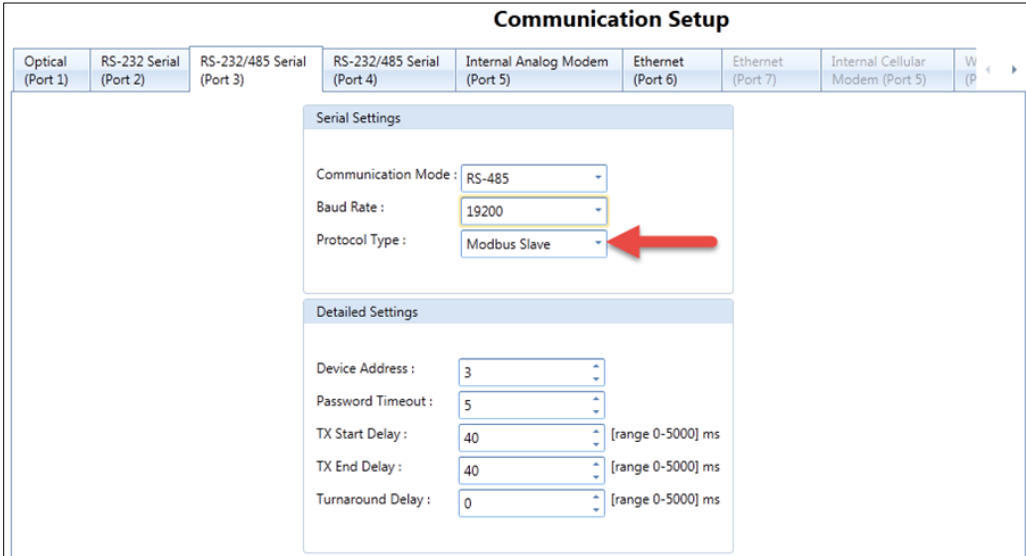 Communication Setup
Optical (Port 1)
RS-232 Serial (Port 2)
RS-232/485 Serial (Port 3)
RS-232/485 Serial (Port 4)
Internal Analog Modem (Port 5)
Ethernet (Port 6)
Ethernet (Port 7)
Internal Cellular Modem (Port 5)
Serial Settings
Communication Mode : RS-485
Baud Rate : 19200
Protocol Type : Modbus Slave
Detailed Settings
Device Address : 3
Password Timeout : 5
TX Start Delay : 40 [range 0-5000] ms
TX End Delay : 40 [range 0-5000] ms
Turnaround Delay : 0 [range 0-5000] ms